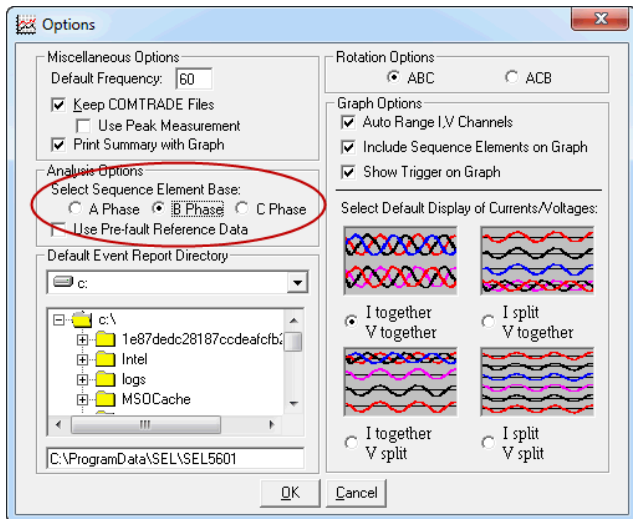 Options
Miscellaneous Options
Default Frequency: 60
Keep COMTRADE Files
Use Peak Measurement
Print Summary with Graph
Analysis Options
Select Sequence Element Base:
A Phase B Phase C Phase
Use Pre-fault Reference Data
Default Event Report Directory
c:
c:\
1e87dedc28187ccdeafcfb2
Intel
logs
MSOCache
C:\ProgramData\SEL\SEL5601
Rotation Options
ABC ACB
Graph Options
Auto Range I,V Channels
Include Sequence Elements on Graph
Show Trigger on Graph
Select Default Display of Currents/Voltages:
I together
V together
I split
V together
I together
V split
I split
V split
OK Cancel